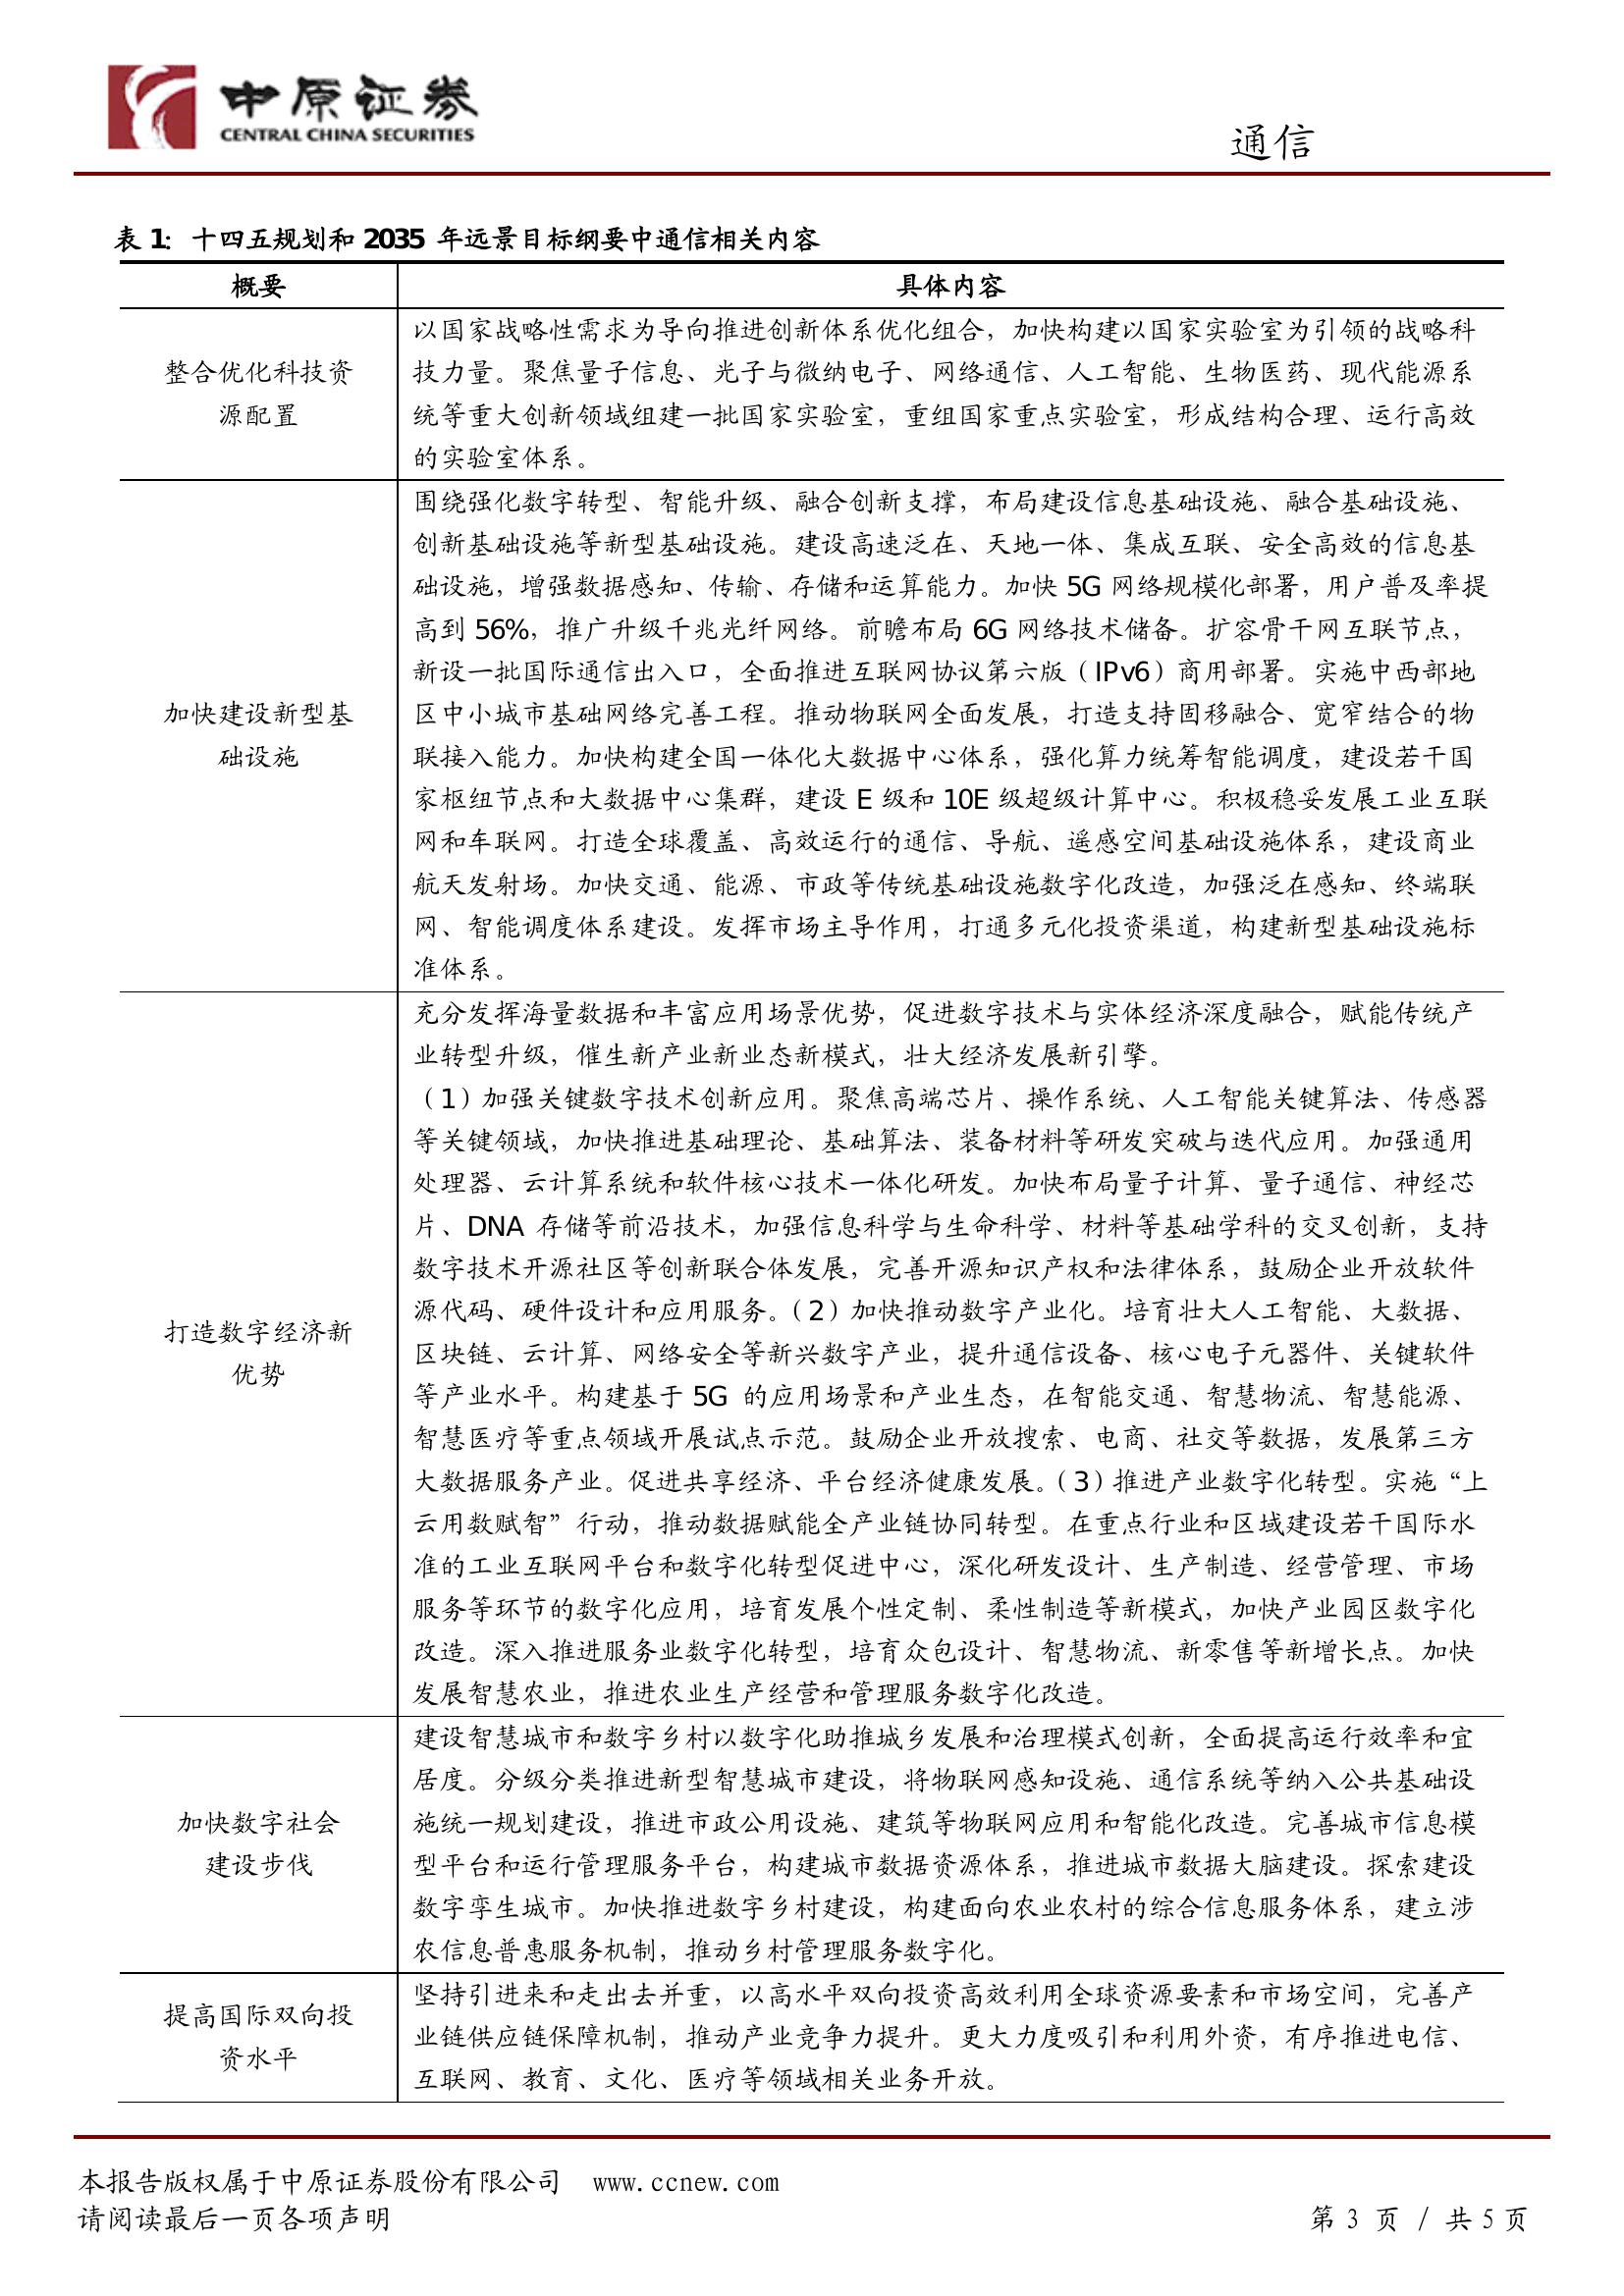 中原证券
CENTRAL CHINA SECURITIES
通信
表 1：十四五规划和 2035 年远景目标纲要中通信相关内容
概要
具体内容
整合优化科技资
源配置
以国家战略性需求为导向推进创新体系优化组合，加快构建以国家实验室为引领的战略科
技力量。聚焦量子信息、光子与微纳电子、网络通信、人工智能、生物医药、现代能源系
统等重大创新领域组建一批国家实验室，重组国家重点实验室，形成结构合理、运行高效
的实验室体系。
加快建设新型基
础设施
围绕强化数字转型、智能升级、融合创新支撑，布局建设信息基础设施、融合基础设施、
创新基础设施等新型基础设施。建设高速泛在、天地一体、集成互联、安全高效的信息基
础设施，增强数据感知、传输、存储和运算能力。加快 5G 网络规模化部署，用户普及率提
高到 56%，推广升级千兆光纤网络。前瞻布局 6G 网络技术储备。扩容骨干网互联节点，
新设一批国际通信出入口，全面推进互联网协议第六版（IPv6）商用部署。实施中西部地
区中小城市基础网络完善工程。推动物联网全面发展，打造支持固移融合、宽窄结合的物
联接入能力。加快构建全国一体化大数据中心体系，强化算力统筹智能调度，建设若干国
家枢纽节点和大数据中心集群，建设 E 级和 10E 级超级计算中心。积极稳妥发展工业互联
网和车联网。打造全球覆盖、高效运行的通信、导航、遥感空间基础设施体系，建设商业
航天发射场。加快交通、能源、市政等传统基础设施数字化改造，加强泛在感知、终端联
网、智能调度体系建设。发挥市场主导作用，打通多元化投资渠道，构建新型基础设施标
准体系。
打造数字经济新
优势
充分发挥海量数据和丰富应用场景优势，促进数字技术与实体经济深度融合，赋能传统产
业转型升级，催生新产业新业态新模式，壮大经济发展新引擎。
（1）加强关键数字技术创新应用。聚焦高端芯片、操作系统、人工智能关键算法、传感器
等关键领域，加快推进基础理论、基础算法、装备材料等研发突破与迭代应用。加强通用
处理器、云计算系统和软件核心技术一体化研发。加快布局量子计算、量子通信、神经芯
片、DNA 存储等前沿技术，加强信息科学与生命科学、材料等基础学科的交叉创新，支持
数字技术开源社区等创新联合体发展，完善开源知识产权和法律体系，鼓励企业开放软件
源代码、硬件设计和应用服务。（2）加快推动数字产业化。培育壮大人工智能、大数据、
区块链、云计算、网络安全等新兴数字产业，提升通信设备、核心电子元器件、关键软件
等产业水平。构建基于 5G 的应用场景和产业生态，在智能交通、智慧物流、智慧能源、
智慧医疗等重点领域开展试点示范。鼓励企业开放搜索、电商、社交等数据，发展第三方
大数据服务产业。促进共享经济、平台经济健康发展。（3）推进产业数字化转型。实施“上
云用数赋智”行动，推动数据赋能全产业链协同转型。在重点行业和区域建设若干国际水
准的工业互联网平台和数字化转型促进中心，深化研发设计、生产制造、经营管理、市场
服务等环节的数字化应用，培育发展个性定制、柔性制造等新模式，加快产业园区数字化
改造。深入推进服务业数字化转型，培育众包设计、智慧物流、新零售等新增长点。加快
发展智慧农业，推进农业生产经营和管理服务数字化改造。
加快数字社会
建设步伐
建设智慧城市和数字乡村以数字化助推城乡发展和治理模式创新，全面提高运行效率和宜
居度。分级分类推进新型智慧城市建设，将物联网感知设施、通信系统等纳入公共基础设
施统一规划建设，推进市政公用设施、建筑等物联网应用和智能化改造。完善城市信息模
型平台和运行管理服务平台，构建城市数据资源体系，推进城市数据大脑建设。探索建设
数字孪生城市。加快推进数字乡村建设，构建面向农业农村的综合信息服务体系，建立涉
农信息普惠服务机制，推动乡村管理服务数字化。
提高国际双向投
资水平
坚持引进来和走出去并重，以高水平双向投资高效利用全球资源要素和市场空间，完善产
业链供应链保障机制，推动产业竞争力提升。更大力度吸引和利用外资，有序推进电信、
互联网、教育、文化、医疗等领域相关业务开放。
本报告版权属于中原证券股份有限公司 www.ccnew.com
请阅读最后一页各项声明
第 3 页 / 共 5 页